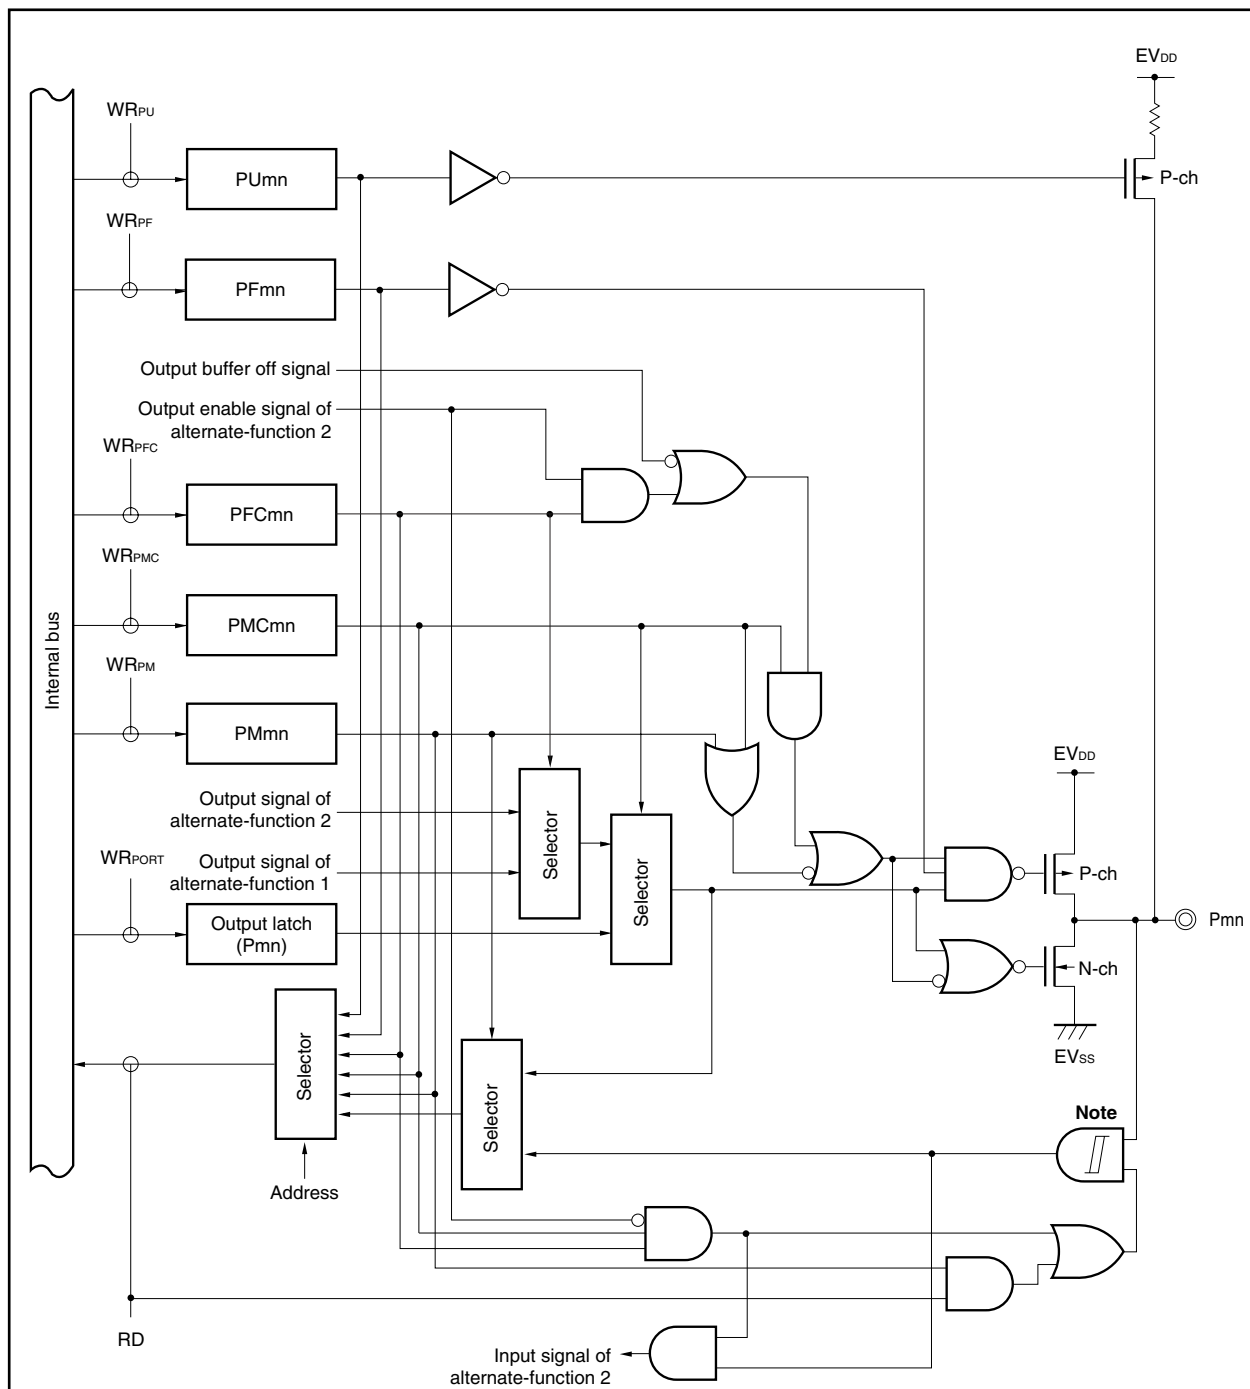 EVDD
WRPU
PUmn
P-ch
WRPF
PFmn
Output buffer off signal
Output enable signal of
alternate-function 2
WRPFC
PFCmn
WRPMC
PMCmn
Internal bus
WRPM
PMmn
EVDD
Output signal of
alternate-function 2
Selector
WRPORT
Output signal of
alternate-function 1
Selector
P-ch
Output latch
(Pmn)
Pmn
N-ch
Selector
EVSS
Selector
Note
Address
RD
Input signal of
alternate-function 2